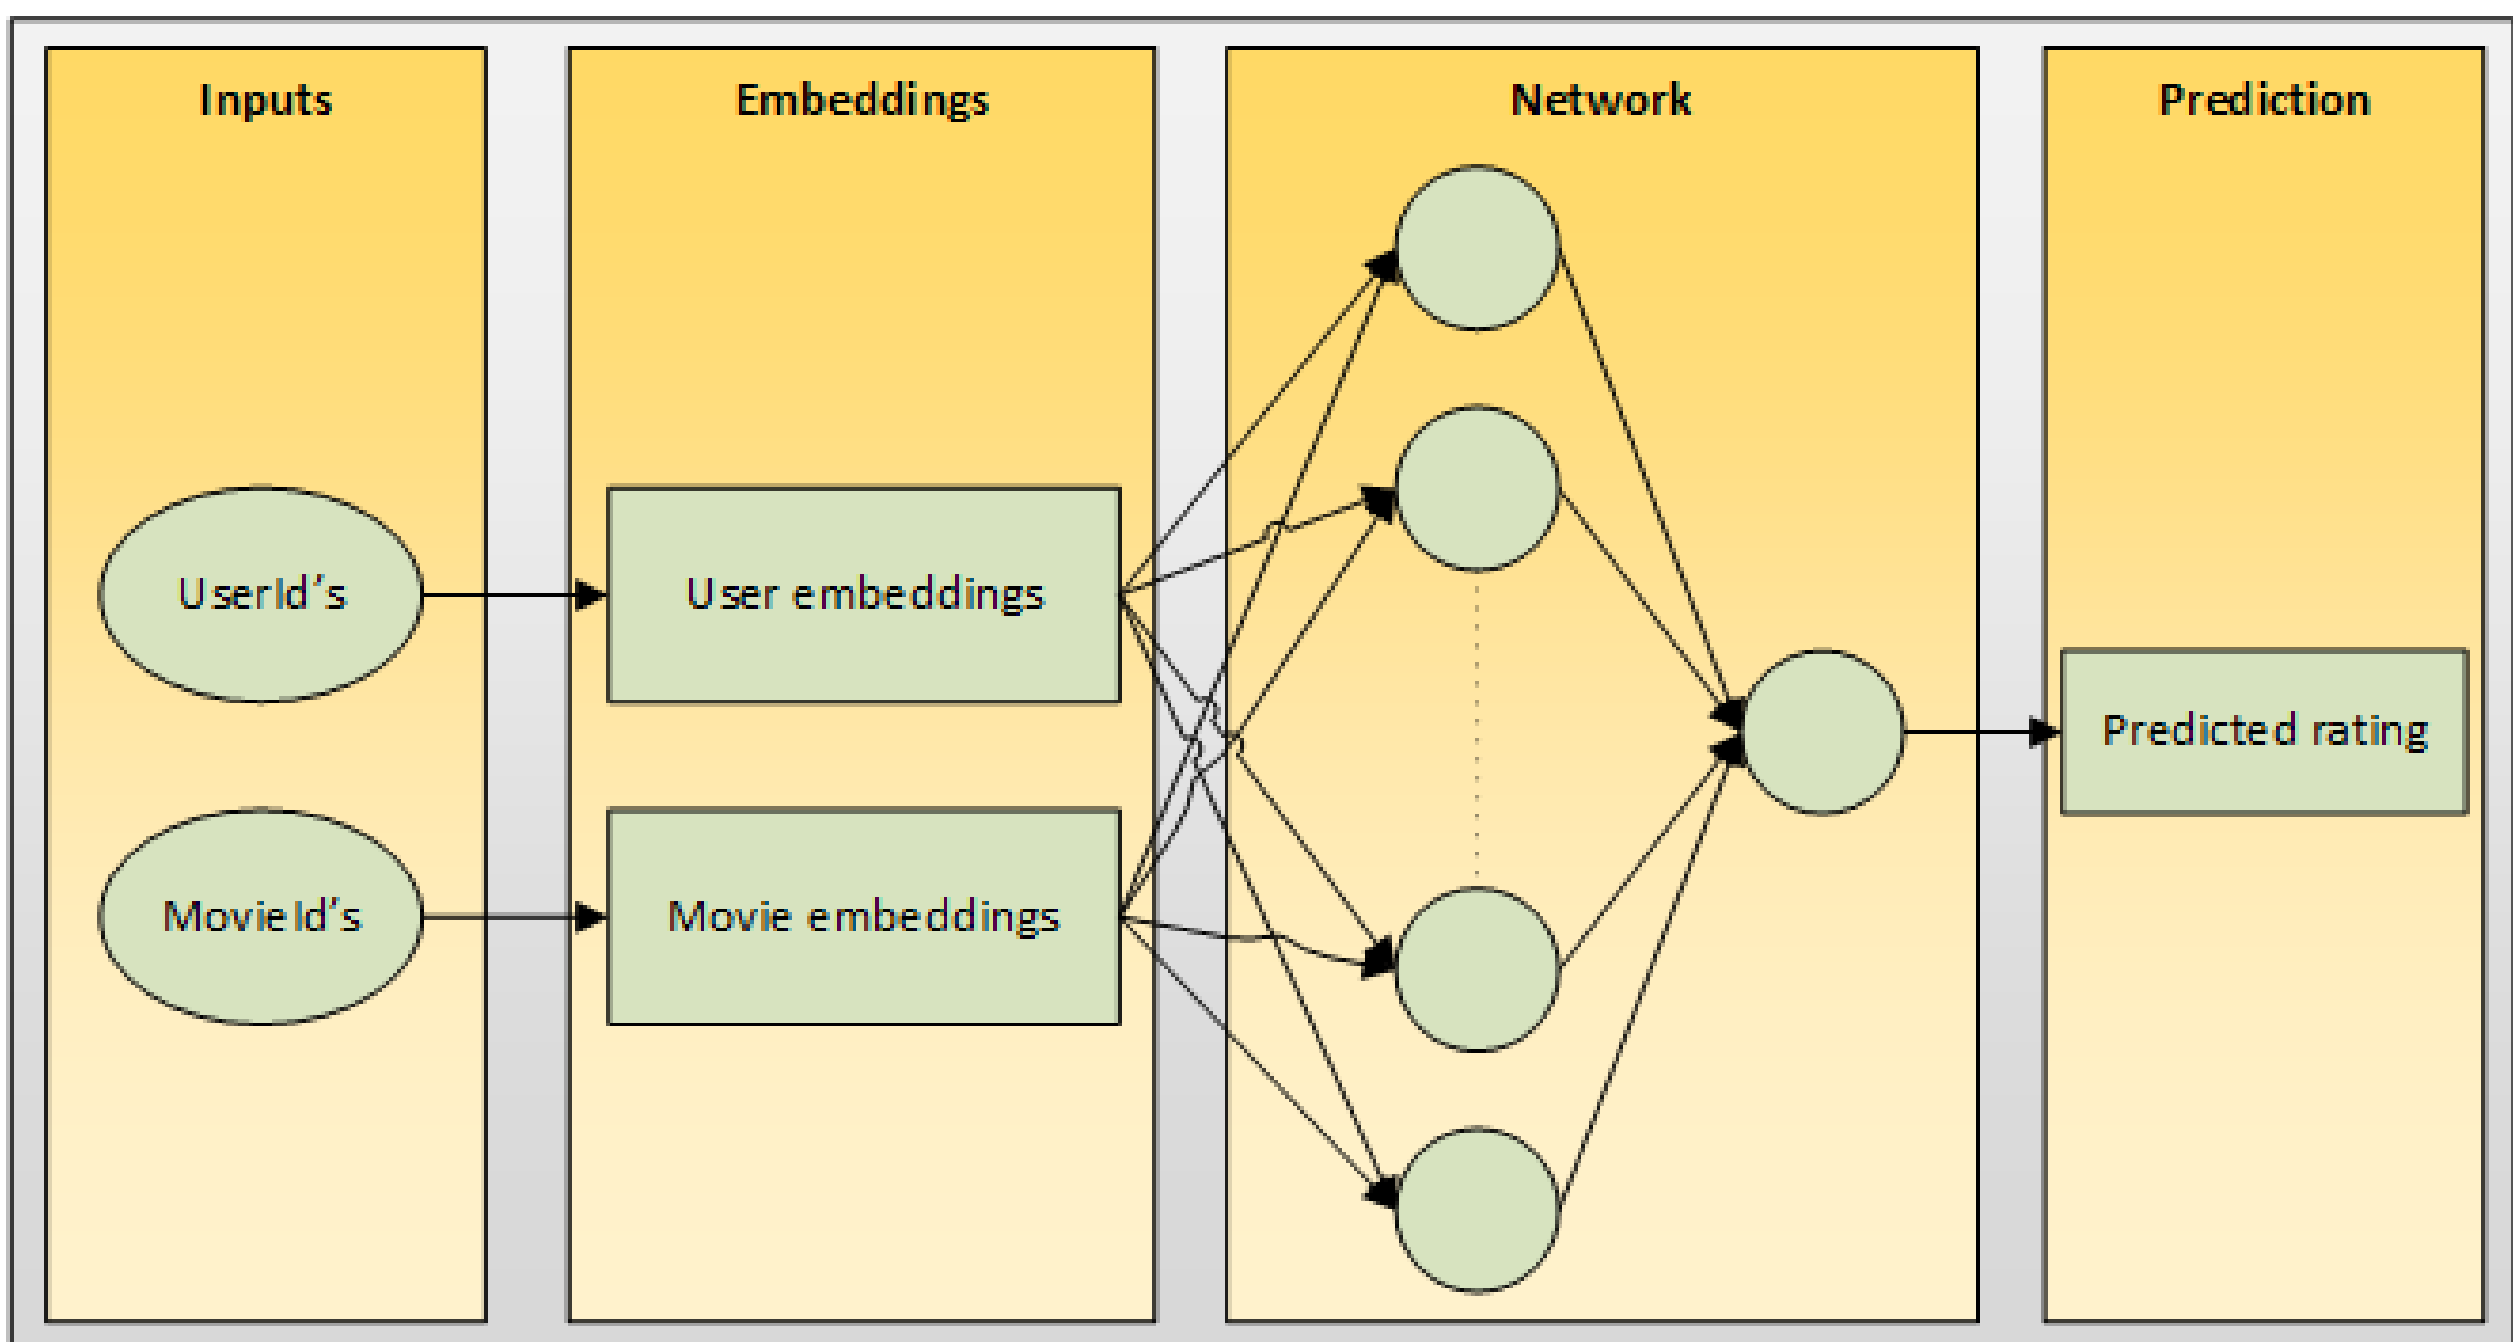 Inputs
Embeddings
Network
Prediction
UserId's
User embeddings
Predicted rating
MovieId's
Movie embeddings